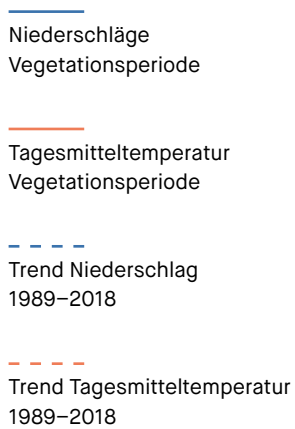 Niederschläge
Vegetationsperiode
Tagesmitteltemperatur
Vegetationsperiode
Trend Niederschlag
1989–2018
Trend Tagesmitteltemperatur
1989–2018